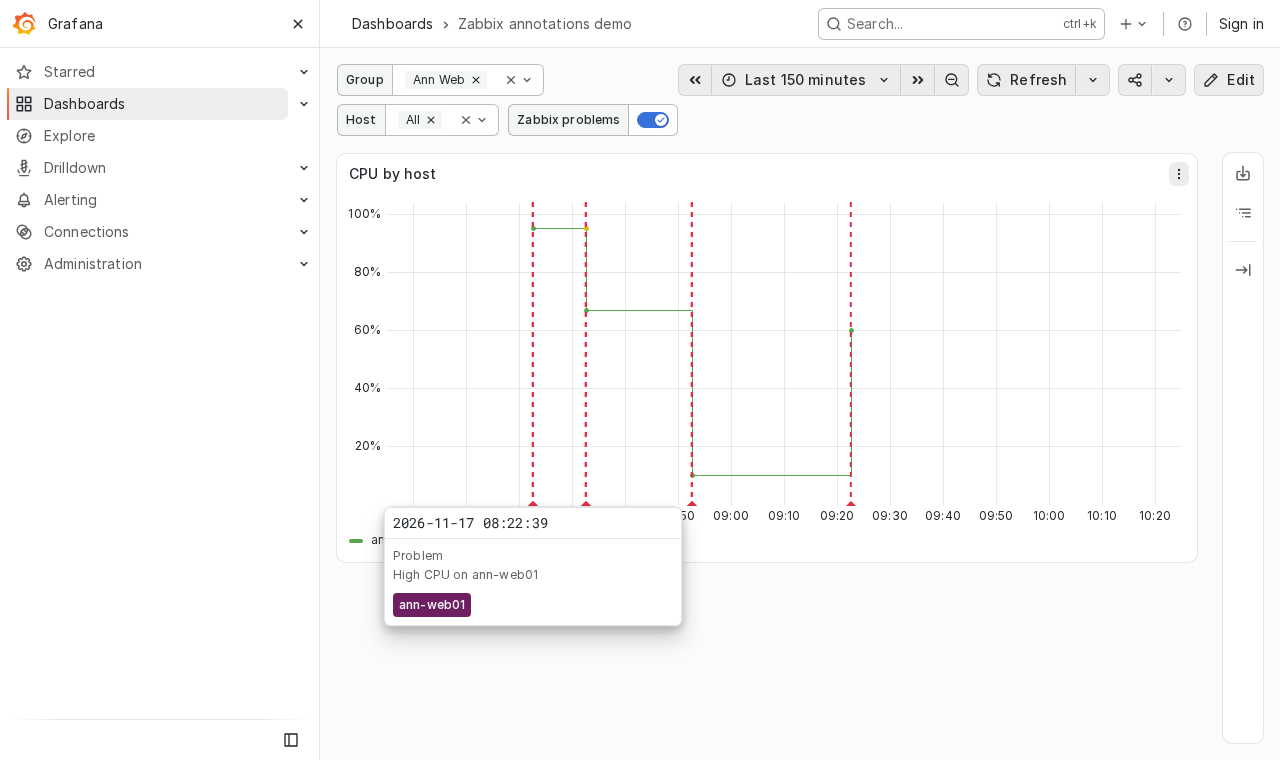 Grafana
Dashboards
Zabbix annotations demo
Search...
ctrl+k
Sign in
Starred
Dashboards
Explore
Drilldown
Alerting
Connections
Administration
Group
Ann Web
Last 150 minutes
Refresh
Edit
Host
All
Zabbix problems
CPU by host
100%
80%
60%
40%
20%
50 09:00 09:10 09:20 09:30 09:40 09:50 10:00 10:10 10:20
an
2026-11-17 08:22:39
Problem
High CPU on ann-web01
ann-web01